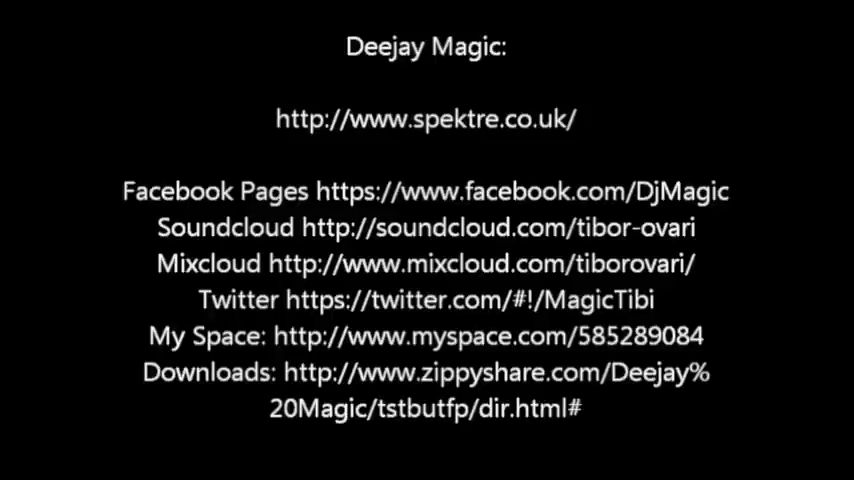 Deejay Magic:
http://www.spektre.co.uk/
Facebook Pages https://www.facebook.com/DjMagic
Soundcloud http://soundcloud.com/tibor-ovari
Mixcloud http://www.mixcloud.com/tiborovari/
Twitter https://twitter.com/#!/MagicTibi
My Space: http://www.myspace.com/585289084
Downloads: http://www.zippyshare.com/Deejay%
20Magic/tstbutfp/dir.html#